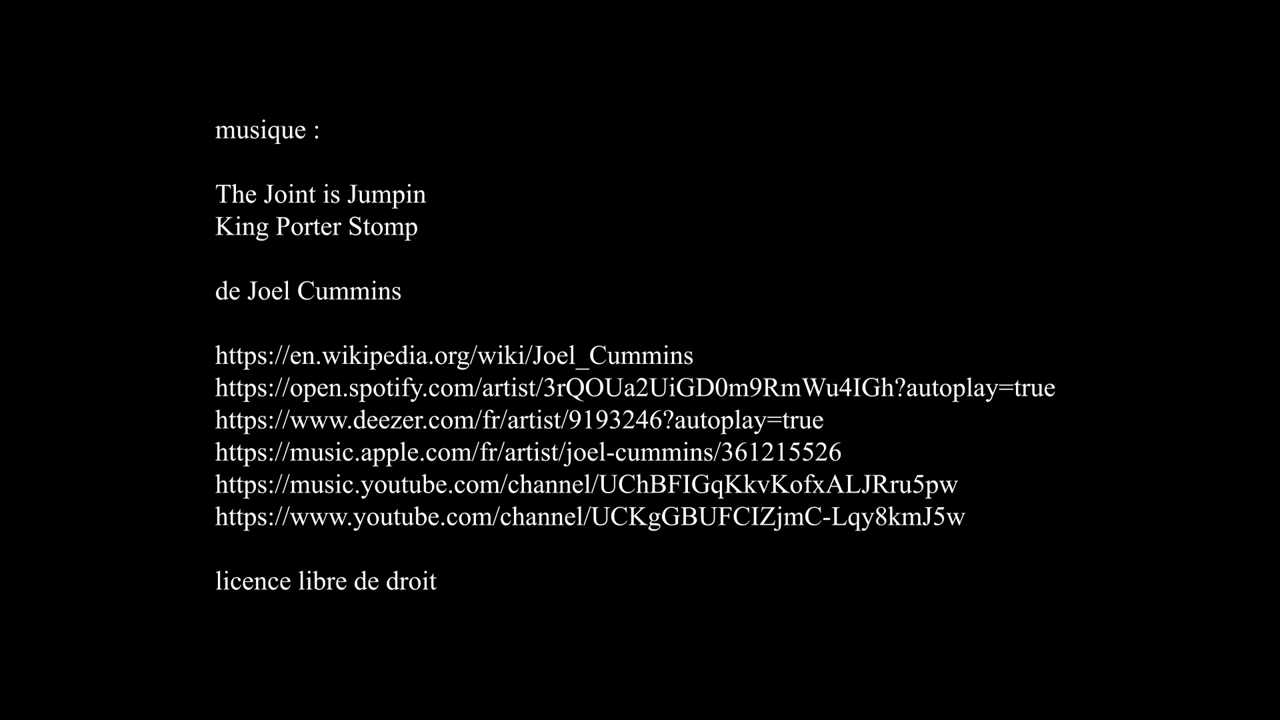 musique :
The Joint is Jumpin
King Porter Stomp
de Joel Cummins
https://en.wikipedia.org/wiki/Joel_Cummins
https://open.spotify.com/artist/3rQOUa2UiGD0m9RmWu4IGh?autoplay=true
https://www.deezer.com/fr/artist/9193246?autoplay=true
https://music.apple.com/fr/artist/joel-cummins/361215526
https://music.youtube.com/channel/UChBFIGqKkvKofxALJRru5pw
https://www.youtube.com/channel/UCKgGBUFCIZjmC-Lqy8kmJ5w
licence libre de droit